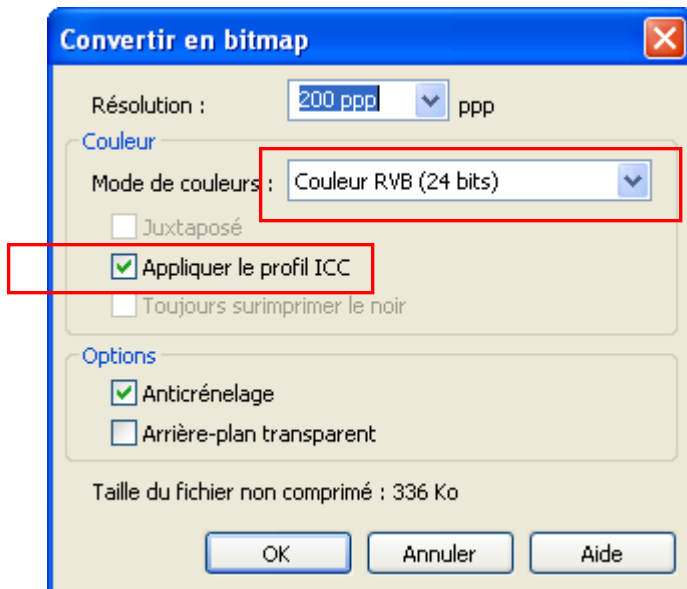 Convertir en bitmap
Résolution : 200 ppp ppp
Couleur
Mode de couleurs : Couleur RVB (24 bits)
Juxtaposé
Appliquer le profil ICC
Toujours surimprimer le noir
Options
Anticrénelage
Arrière-plan transparent
Taille du fichier non comprimé : 336 Ko
OK Annuler Aide